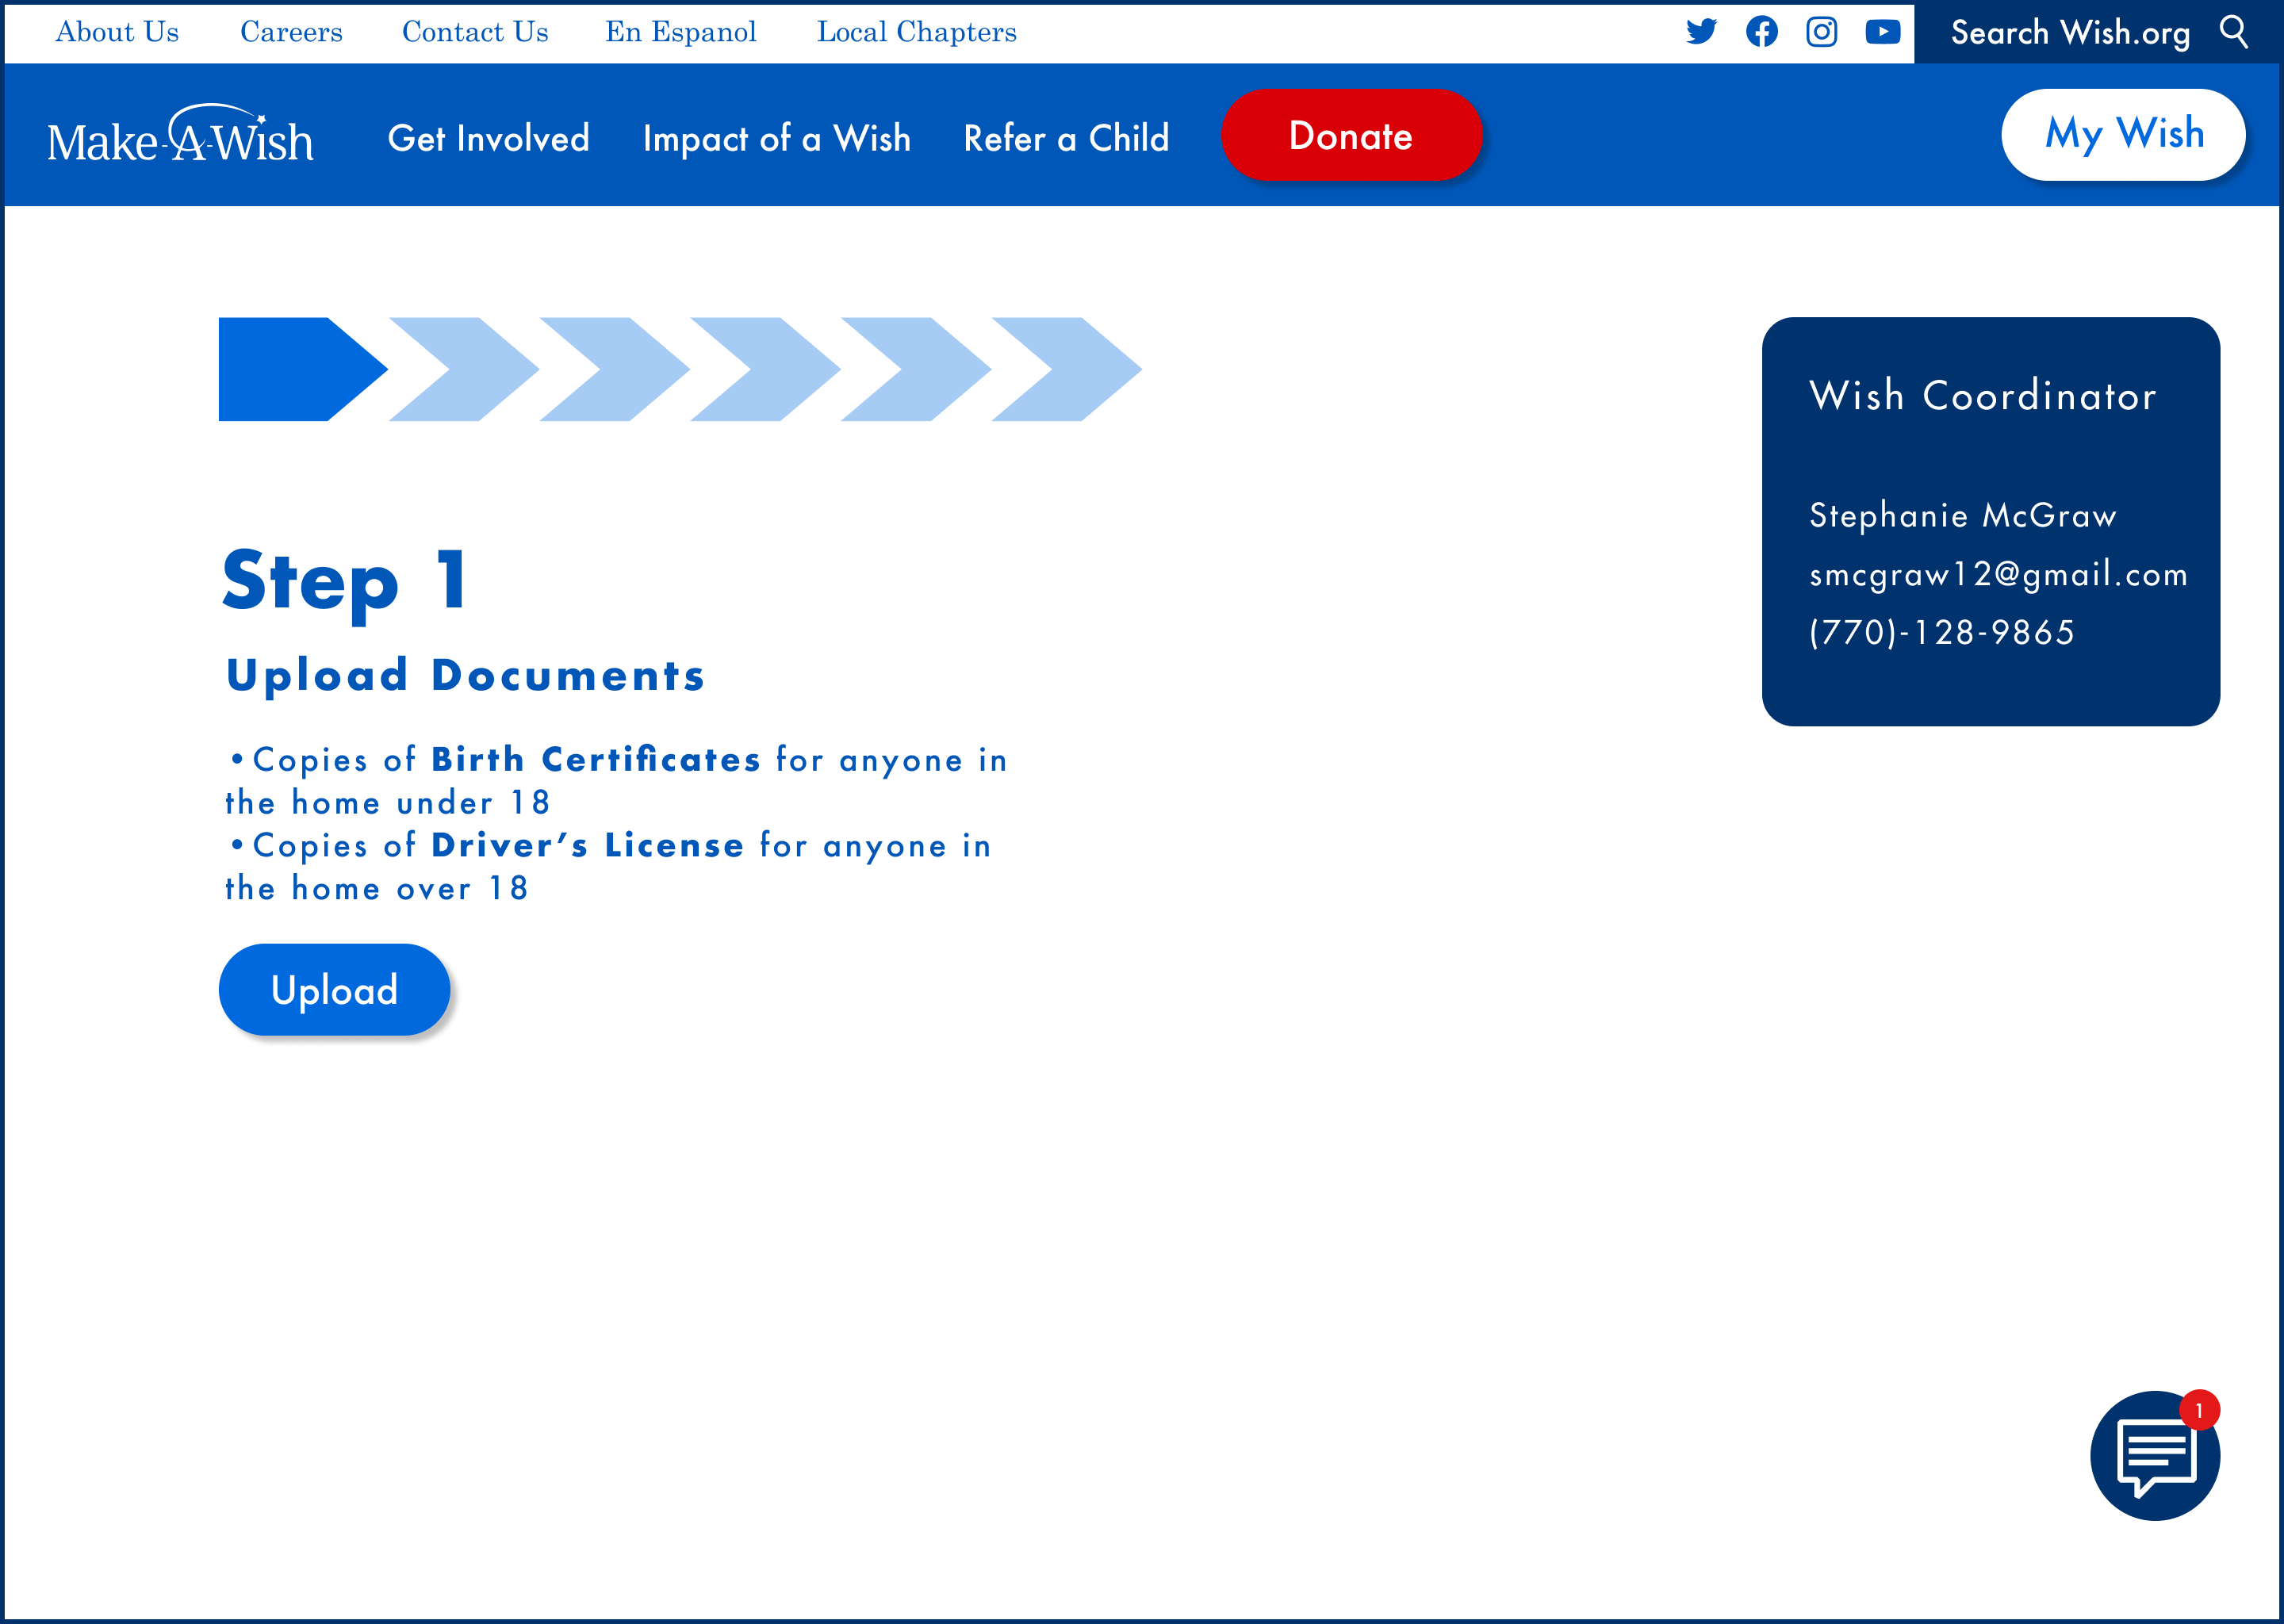 About Us Careers Contact Us En Espanol Local Chapters Search Wish.org
Make-A-Wish Get Involved Impact of a Wish Refer a Child Donate My Wish
Wish Coordinator
Stephanie McGraw
smcgraw12@gmail.com
(770)-128-9865
Step 1
Upload Documents
•Copies of Birth Certificates for anyone in
the home under 18
•Copies of Driver’s License for anyone in
the home over 18
Upload
1